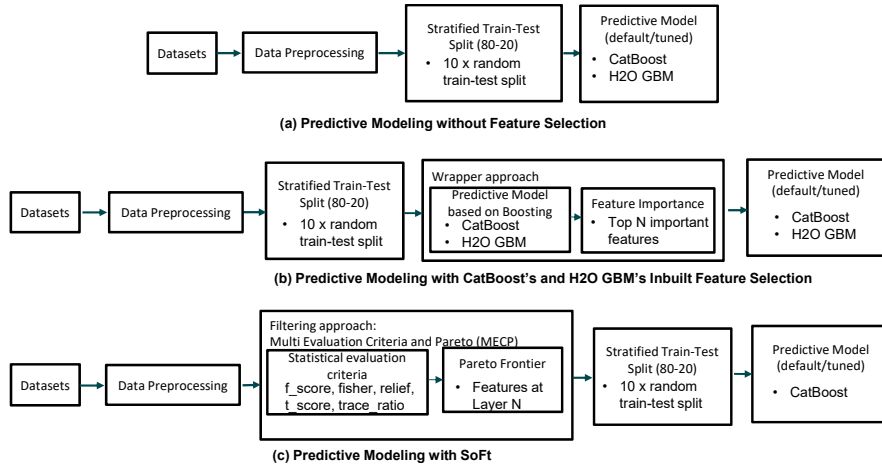 Datasets
Data Preprocessing
Stratified Train-Test
Split (80-20)
• 10 x random
train-test split
Predictive Model
(default/tuned)
• CatBoost
• H2O GBM
(a) Predictive Modeling without Feature Selection
Datasets
Data Preprocessing
Stratified Train-Test
Split (80-20)
• 10 x random
train-test split
Wrapper approach
Predictive Model
based on Boosting
• CatBoost
• H2O GBM
Feature Importance
• Top N important
features
Predictive Model
(default/tuned)
• CatBoost
• H2O GBM
(b) Predictive Modeling with CatBoost's and H2O GBM's Inbuilt Feature Selection
Datasets
Data Preprocessing
Filtering approach:
Multi Evaluation Criteria and Pareto (MECP)
Statistical evaluation
criteria
f_score, fisher, relief,
t_score, trace_ratio
Pareto Frontier
• Features at
Layer N
Stratified Train-Test
Split (80-20)
• 10 x random
train-test split
Predictive Model
(default/tuned)
• CatBoost
(c) Predictive Modeling with SoFt